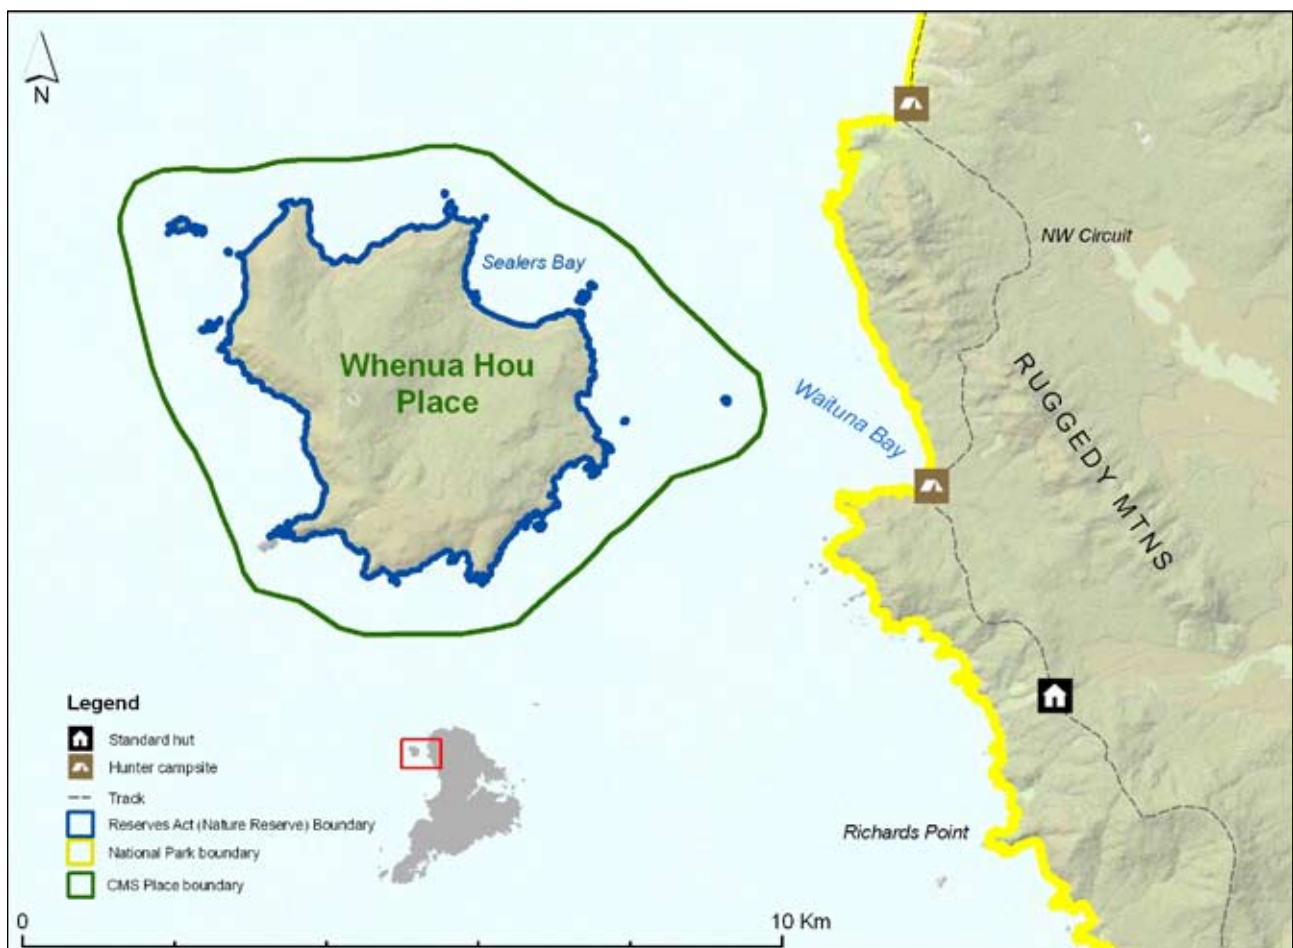 N
NW Circuit
Sealers Bay
Whenua Hou
Place
Waituna Bay
RUGGEDY MTNS
Legend
Standard hut
Hunter campsite
Track
Reserves Act (Nature Reserve) Boundary
National Park boundary
CMS Place boundary
Richards Point
0
10 Km